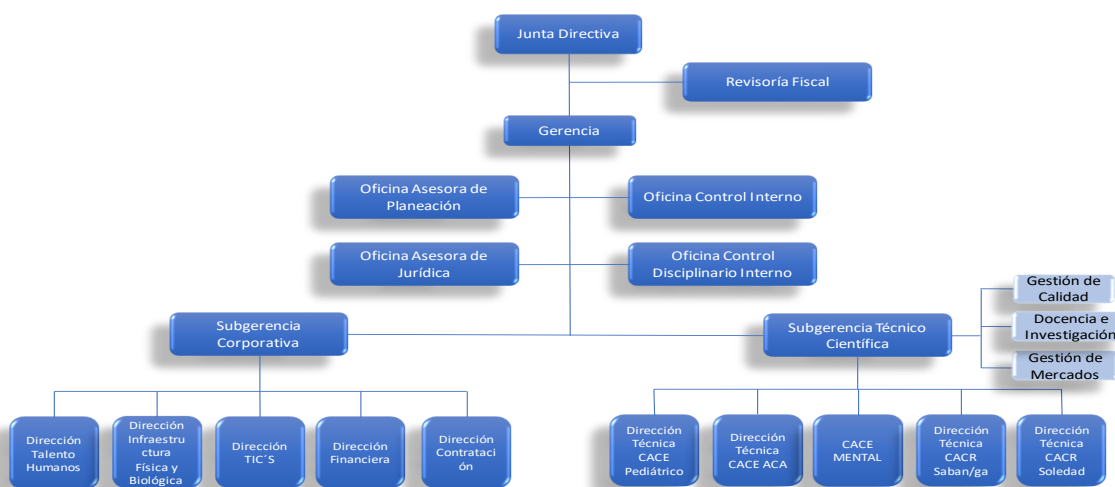 Junta Directiva
Revisoría Fiscal
Gerencia
Oficina Asesora de
Planeación
Oficina Control Interno
Oficina Asesora de
Jurídica
Oficina Control
Disciplinario Interno
Gestión de
Calidad
Docencia e
Investigación
Gestión de
Mercados
Subgerencia
Corporativa
Subgerencia Técnico
Científica
Dirección
Talento
Humanos
Dirección
Infraestru
ctura
Física y
Biológica
Dirección
TIC´S
Dirección
Financiera
Dirección
Contrataci
ón
Dirección
Técnica
CACE
Pediátrico
Dirección
Técnica
CACE ACA
CACE
MENTAL
Dirección
Técnica
CACR
Saban/ga
Dirección
Técnica
CACR
Soledad